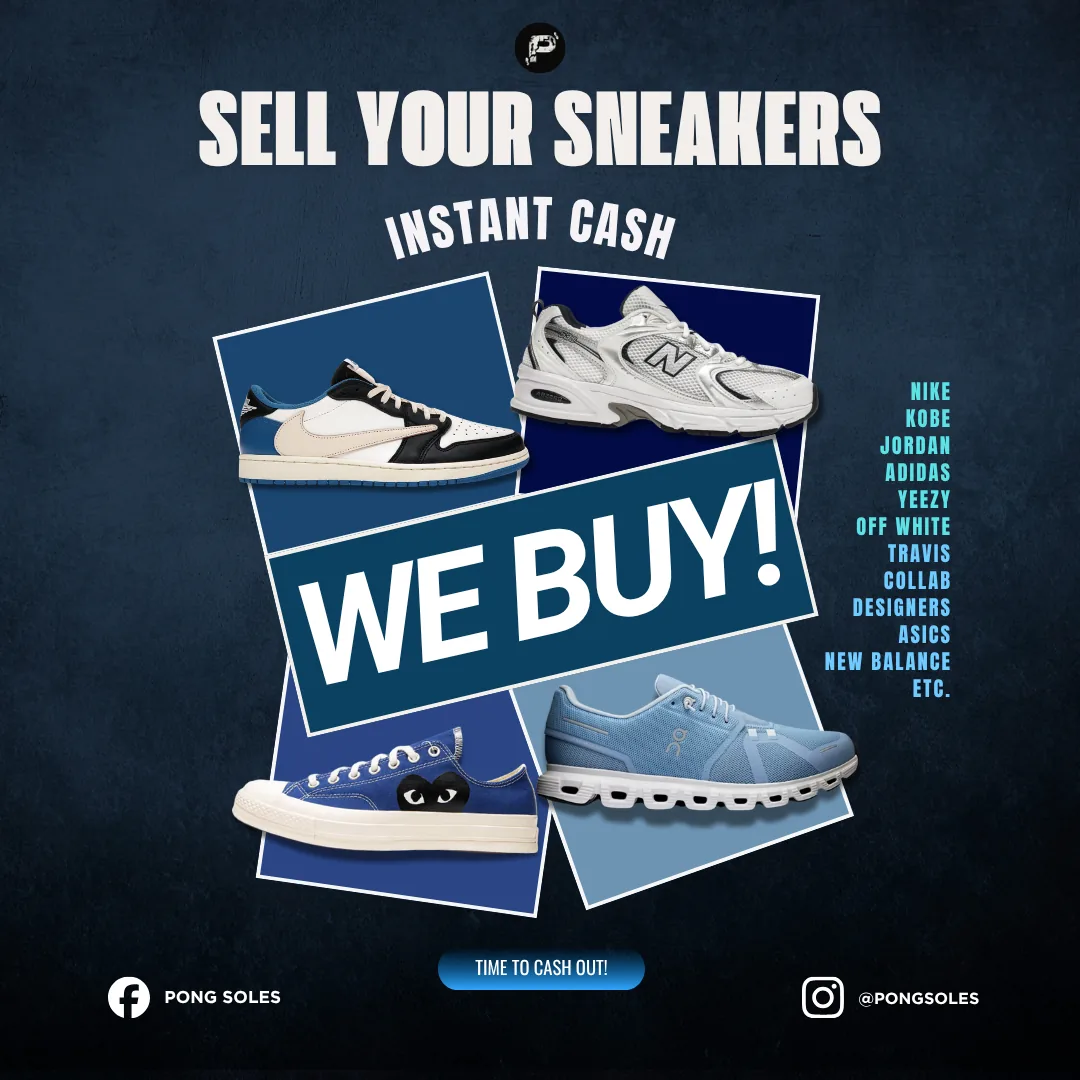 P
SELL YOUR SNEAKERS
INSTANT CASH
N
WE BUY!
NIKE
KOBE
JORDAN
ADIDAS
YEEZY
OFF WHITE
TRAVIS
COLLAB
DESIGNERS
ASICS
NEW BALANCE
ETC.
TIME TO CASH OUT!
PONG SOLES
@PONGSOLES